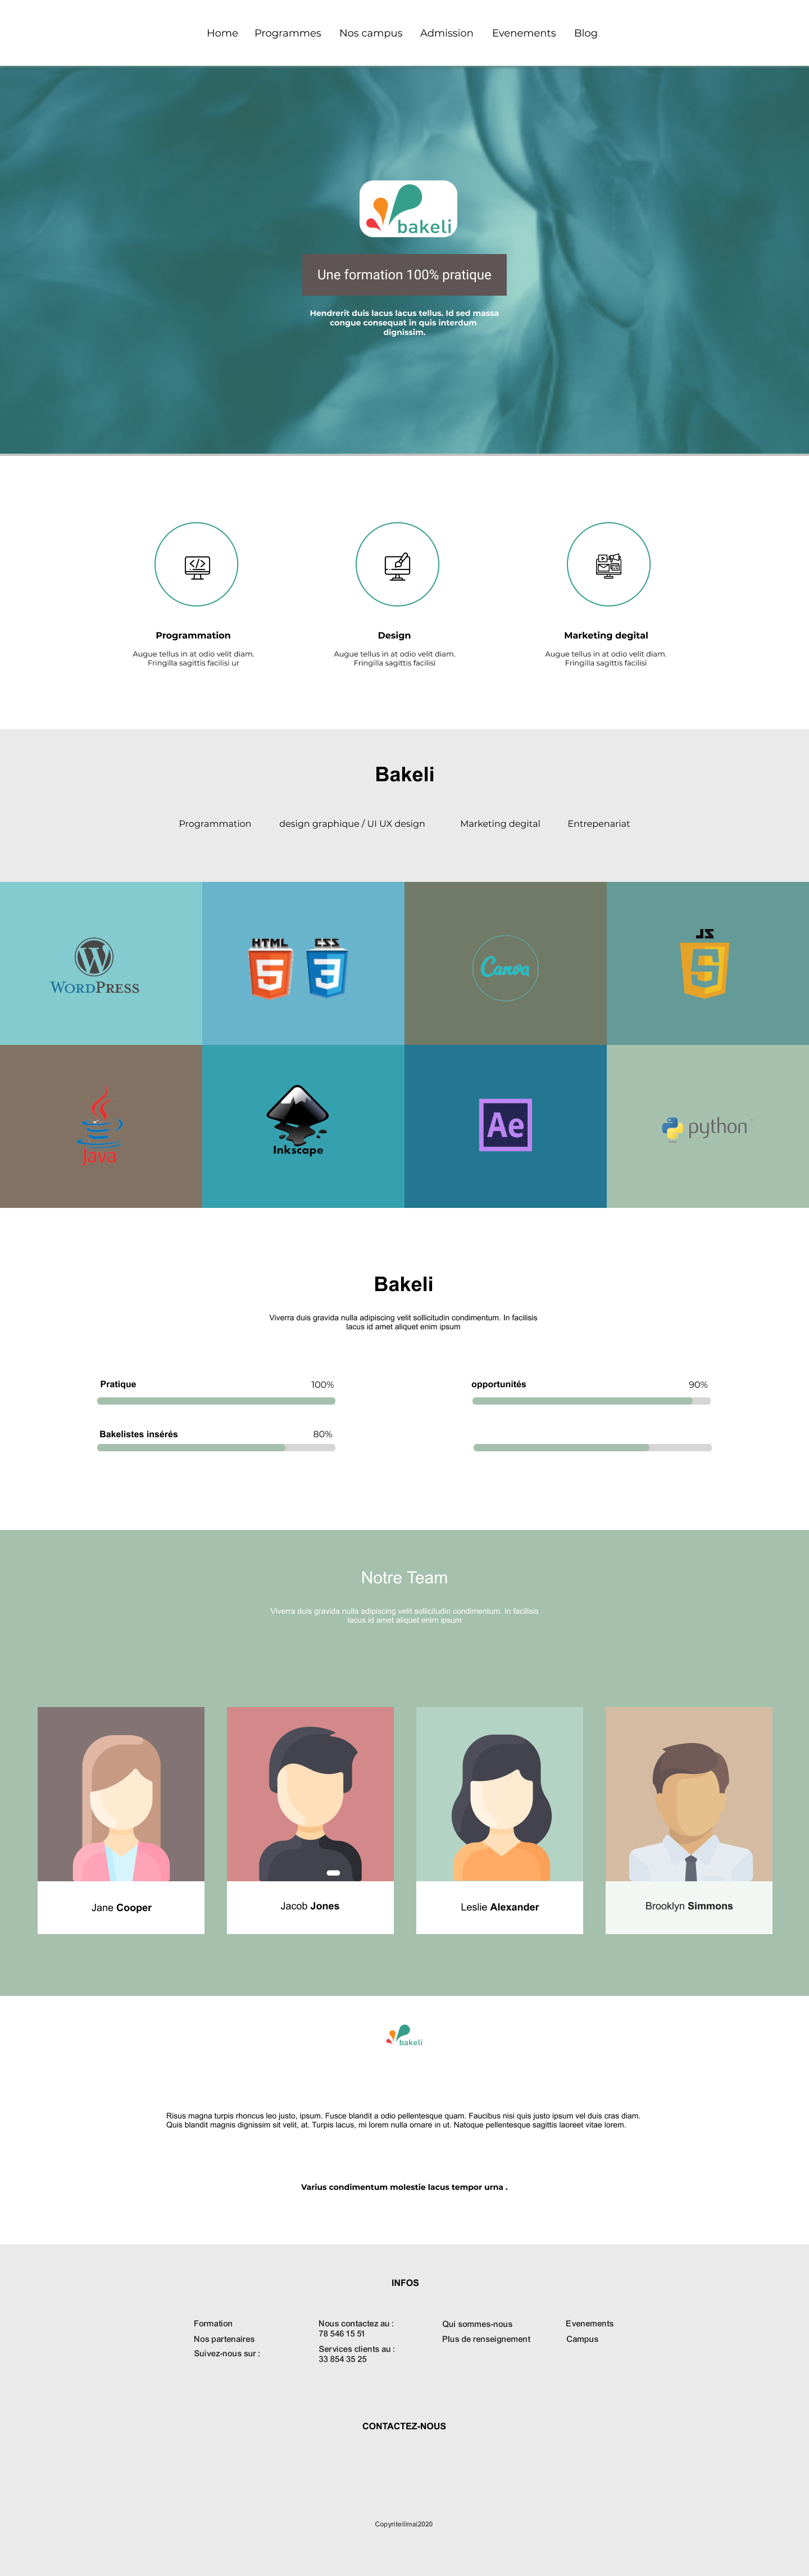 Home Programmes Nos campus Admission Evenements Blog
bakeli
Une formation 100% pratique
Hendrerit duis lacus lacus tellus. Id sed massa
congue consequat in quis interdum
dignissim.
Programmation
Augue tellus in at odio velit diam.
Fringilla sagittis facilisi ur
Design
Augue tellus in at odio velit diam.
Fringilla sagittis facilisi
Marketing degital
Augue tellus in at odio velit diam.
Fringilla sagittis facilisi
Bakeli
Programmation design graphique / UI UX design Marketing degital Entrepenariat
WORDPRESS
HTML CSS
5 3
Canva
JS
5
Java
Inkscape
Ae
python
Bakeli
Viverra duis gravida nulla adipiscing velit sollicitudin condimentum. In facilisis
lacus id amet aliquet enim ipsum
Pratique 100%
opportunités 90%
Bakelistes insérés 80%
Notre Team
Viverra duis gravida nulla adipiscing velit sollicitudin condimentum. In facilisis
lacus id amet aliquet enim ipsum
Jane Cooper
Jacob Jones
Leslie Alexander
Brooklyn Simmons
bakeli
Risus magna turpis rhoncus leo justo, ipsum. Fusce blandit a odio pellentesque quam. Faucibus nisi quis justo ipsum vel duis cras diam.
Quis blandit magnis dignissim sit velit, at. Turpis lacus, mi lorem nulla ornare in ut. Natoque pellentesque sagittis laoreet vitae lorem.
Varius condimentum molestie lacus tempor urna .
INFOS
Formation
Nos partenaires
Suivez-nous sur :
Nous contactez au :
78 546 15 51
Services clients au :
33 854 35 25
Qui sommes-nous
Plus de renseignement
Evenements
Campus
CONTACTEZ-NOUS